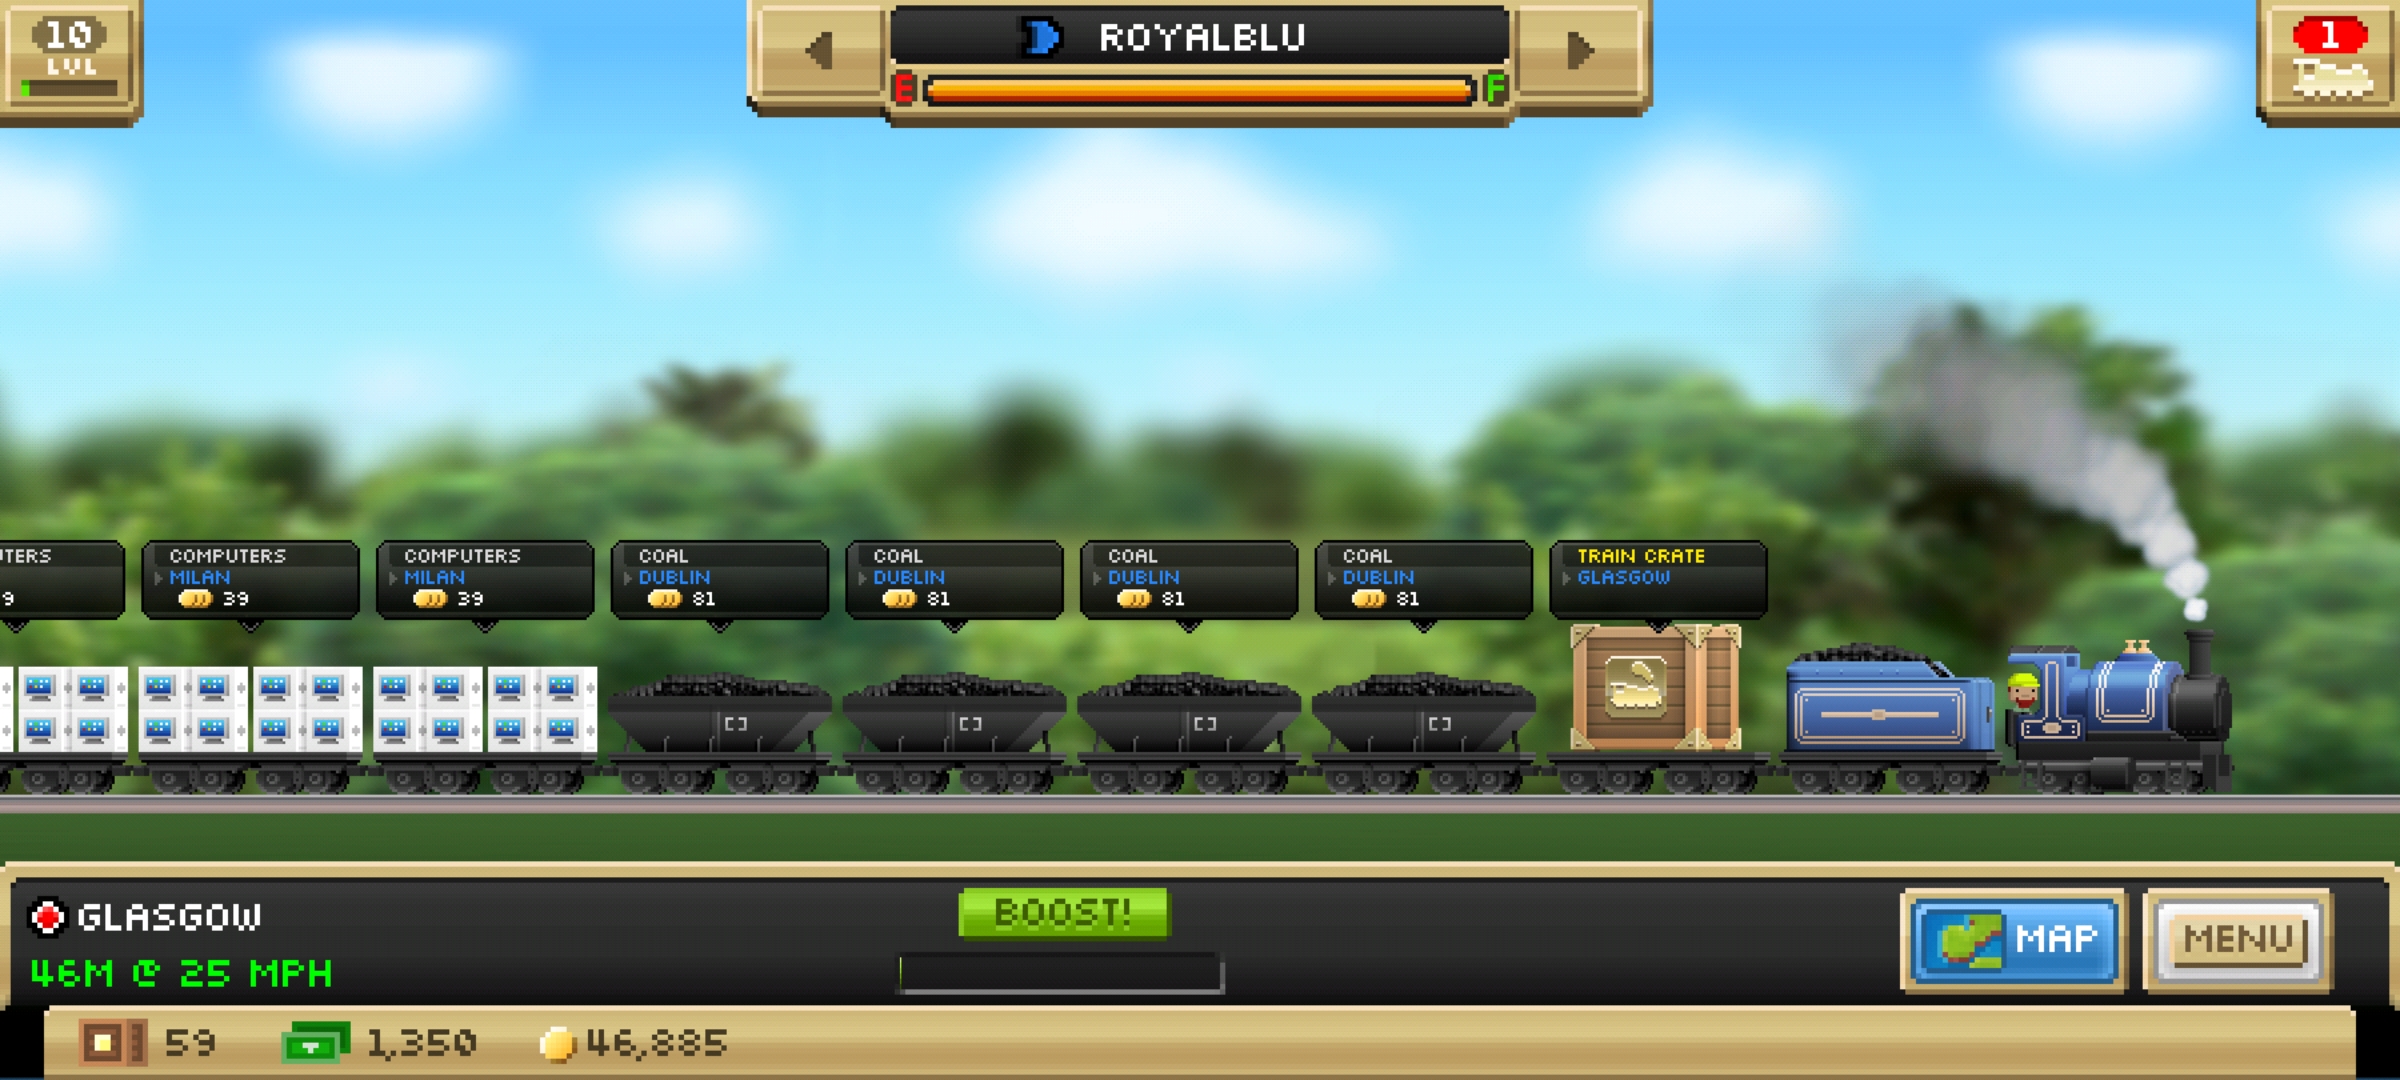 10
LVL
ROYALBLU
E F
1
TERS
9
COMPUTERS
MILAN
39
COMPUTERS
MILAN
39
COAL
DUBLIN
81
COAL
DUBLIN
81
COAL
DUBLIN
81
COAL
DUBLIN
81
TRAIN CRATE
GLASGOW
GLASGOW
46M @ 25 MPH
BOOST!
MAP
MENU
59
1,350
46,885